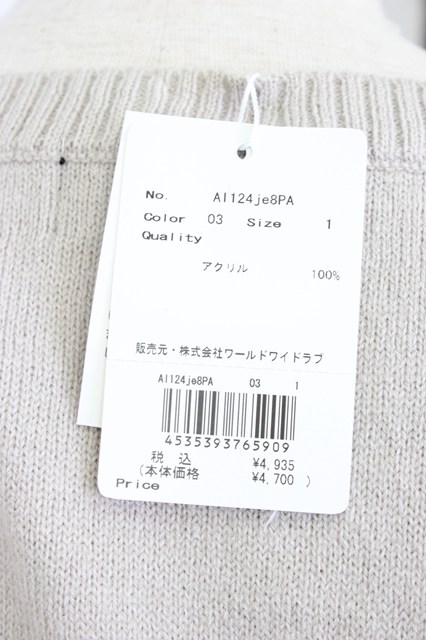 No. AI124je8PA
Color 03 Size 1
Quality
アクリル 100%
販売元・株式会社ワールドワイドラブ
AI124je8PA 03 1
4535393765909
税 込 ¥4,935
(本体価格 ¥4,700 )
Price